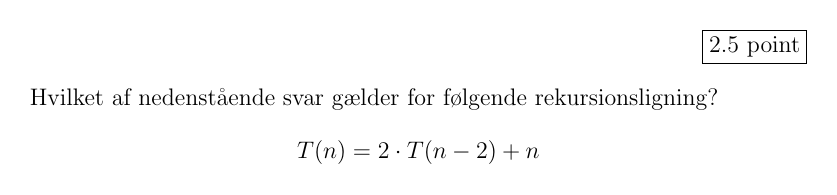 2.5 point
Hvilket af nedenstående svar gælder for følgende rekursionsligning?
T(n) = 2 · T(n − 2) + n